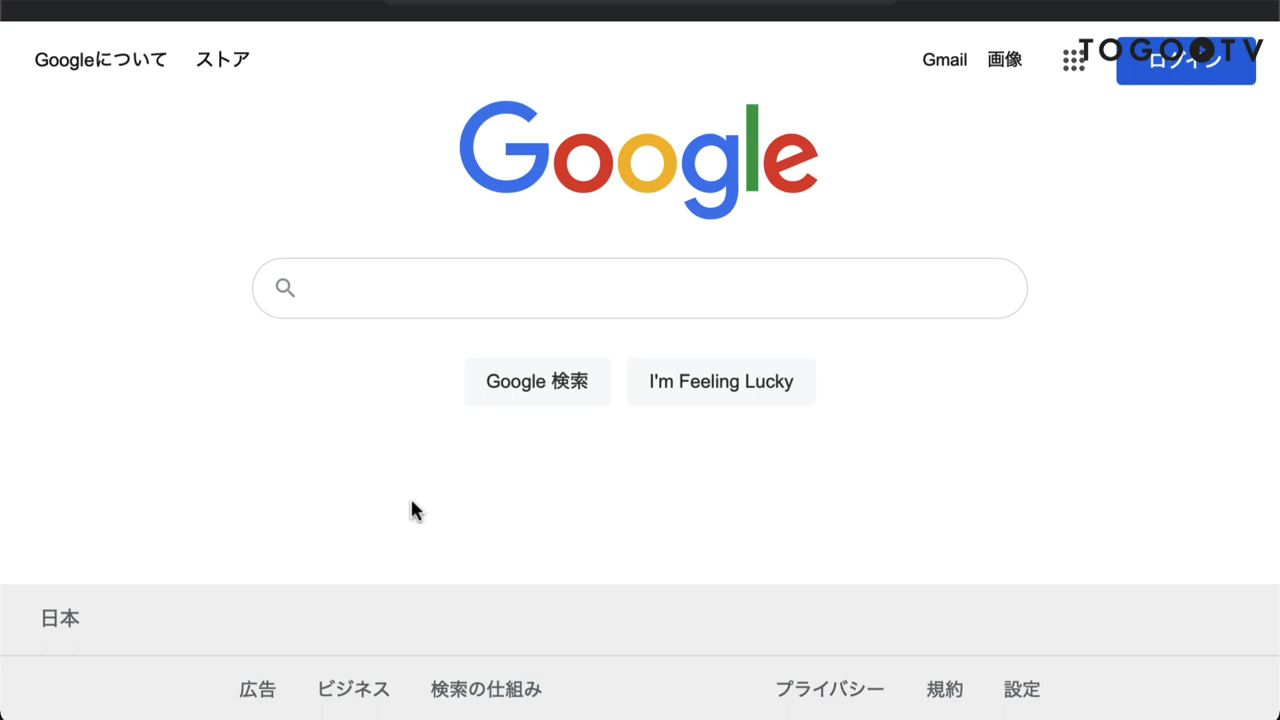 Googleについて ストア Gmail 画像 ログイン
TOGO TV
Google
Google 検索 I'm Feeling Lucky
日本
広告 ビジネス 検索の仕組み プライバシー 規約 設定